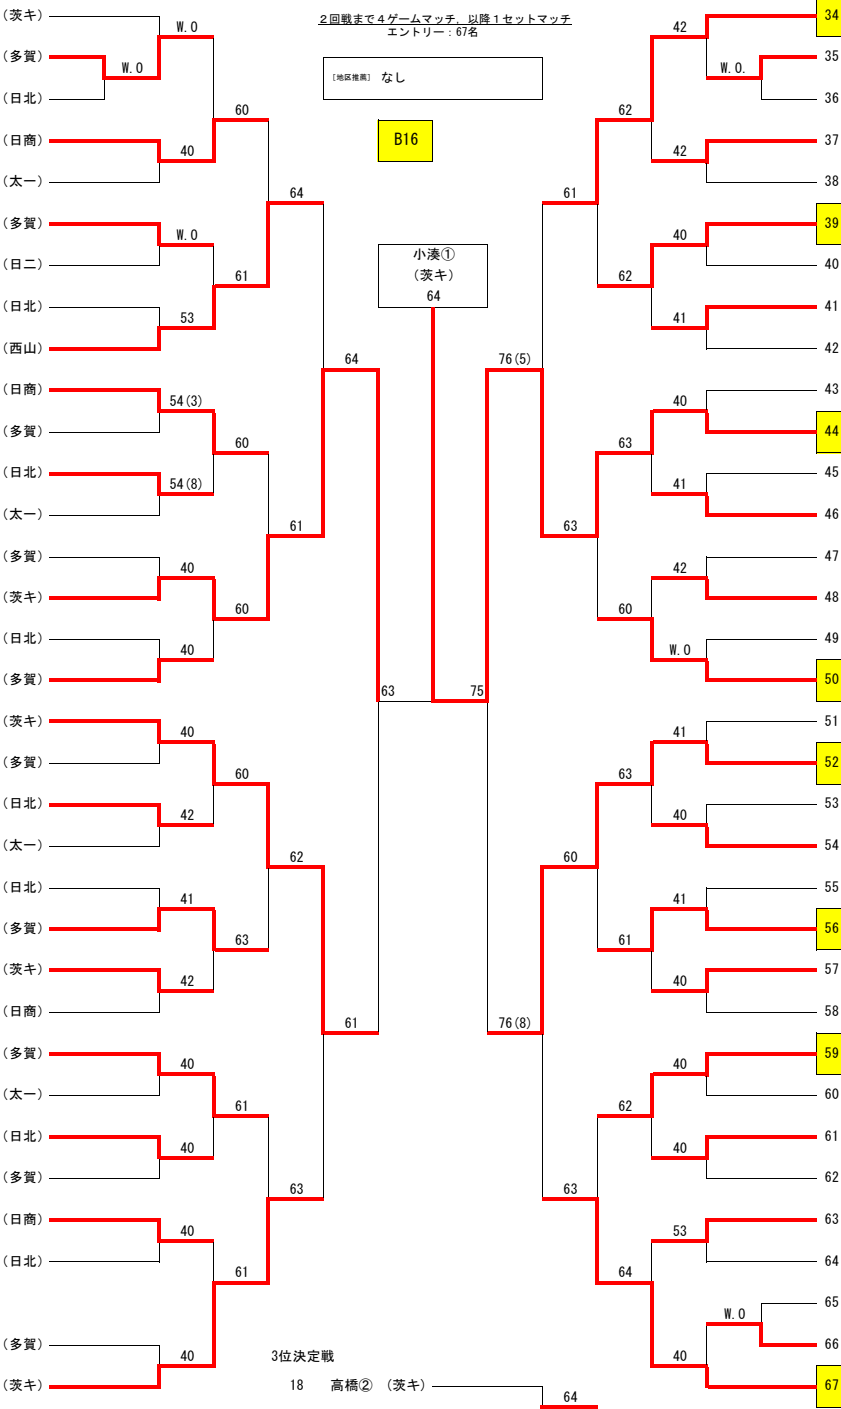 ２回戦まで４ゲームマッチ、以降１セットマッチ
エントリー：67名
[地区推薦] なし
B16
小湊①
(茨キ)
64
(茨キ)
(多賀)
(日北)
(日商)
(太一)
(多賀)
(日二)
(日北)
(西山)
(日商)
(多賀)
(日北)
(太一)
(多賀)
(茨キ)
(日北)
(多賀)
(茨キ)
(多賀)
(日北)
(太一)
(日北)
(多賀)
(茨キ)
(日商)
(多賀)
(太一)
(日北)
(多賀)
(日商)
(日北)
(多賀)
(茨キ)
W.O
W.O
40
W.O
53
54(3)
54(8)
40
40
40
42
41
42
40
40
40
40
60
61
60
60
60
63
61
61
64
61
62
63
64
61
63
75
76(5)
76(8)
61
63
60
63
62
62
63
60
63
61
62
64
42
W.O.
42
40
41
40
41
42
W.O
41
40
41
40
40
40
53
W.O
40
34
35
36
37
38
39
40
41
42
43
44
45
46
47
48
49
50
51
52
53
54
55
56
57
58
59
60
61
62
63
64
65
66
67
3位決定戦
18 高橋② (茨キ)
64